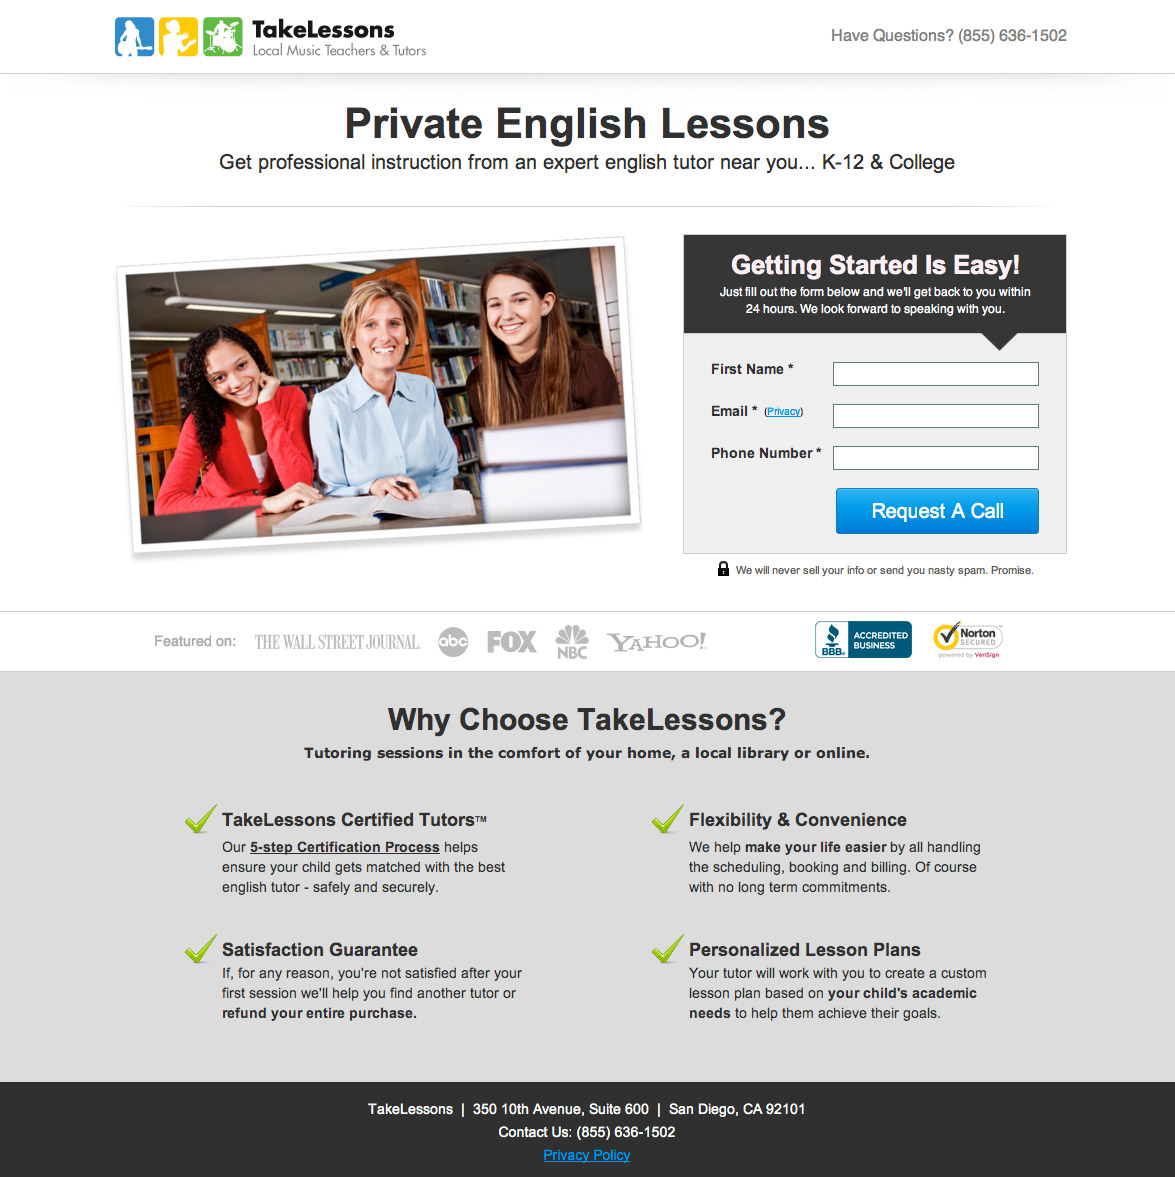 TakeLessons
Local Music Teachers & Tutors
Have Questions? (855) 636-1502
Private English Lessons
Get professional instruction from an expert english tutor near you... K-12 & College
Getting Started Is Easy!
Just fill out the form below and we'll get back to you within
24 hours. We look forward to speaking with you.
First Name *
Email * (Privacy)
Phone Number *
Request A Call
We will never sell your info or send you nasty spam. Promise.
Featured on: THE WALL STREET JOURNAL. abc FOX NBC YAHOO!
BBB. ACCREDITED BUSINESS
Norton SECURED
powered by VeriSign
Why Choose TakeLessons?
Tutoring sessions in the comfort of your home, a local library or online.
TakeLessons Certified Tutors™
Our 5-step Certification Process helps
ensure your child gets matched with the best
english tutor - safely and securely.
Flexibility & Convenience
We help make your life easier by all handling
the scheduling, booking and billing. Of course
with no long term commitments.
Satisfaction Guarantee
If, for any reason, you're not satisfied after your
first session we'll help you find another tutor or
refund your entire purchase.
Personalized Lesson Plans
Your tutor will work with you to create a custom
lesson plan based on your child's academic
needs to help them achieve their goals.
TakeLessons | 350 10th Avenue, Suite 600 | San Diego, CA 92101
Contact Us: (855) 636-1502
Privacy Policy